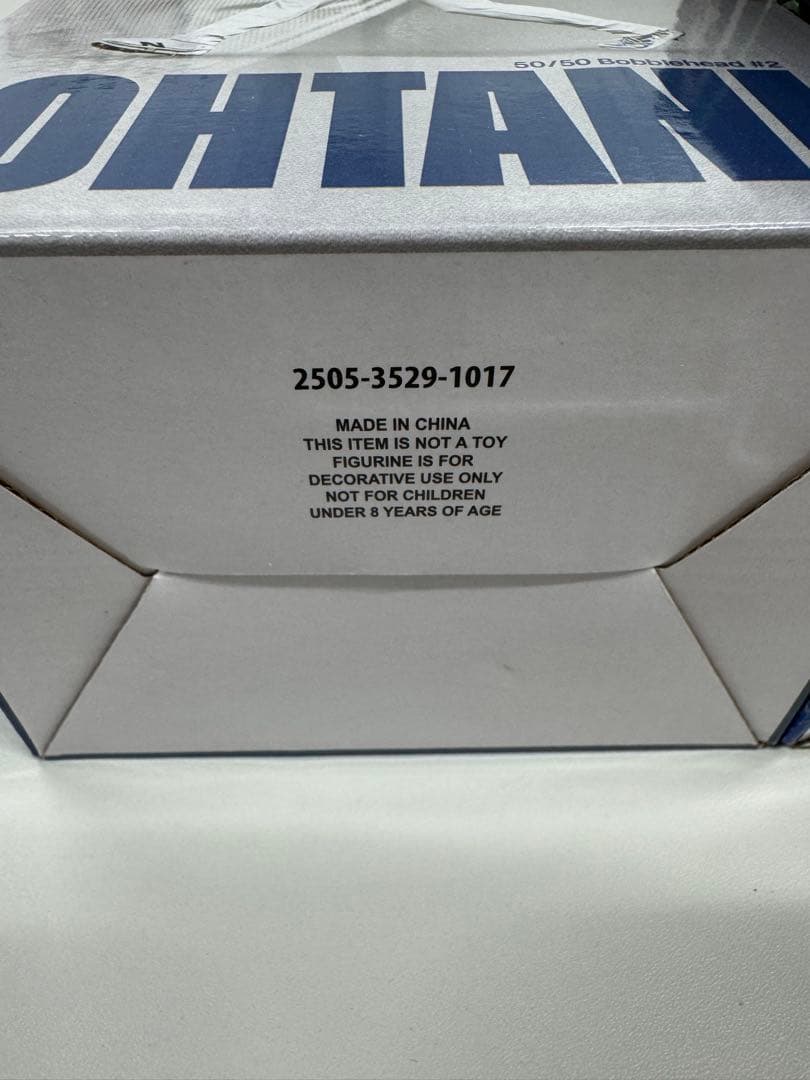 50/50 Bobblehead #2
OHTANI
2505-3529-1017
MADE IN CHINA
THIS ITEM IS NOT A TOY
FIGURINE IS FOR
DECORATIVE USE ONLY
NOT FOR CHILDREN
UNDER 8 YEARS OF AGE